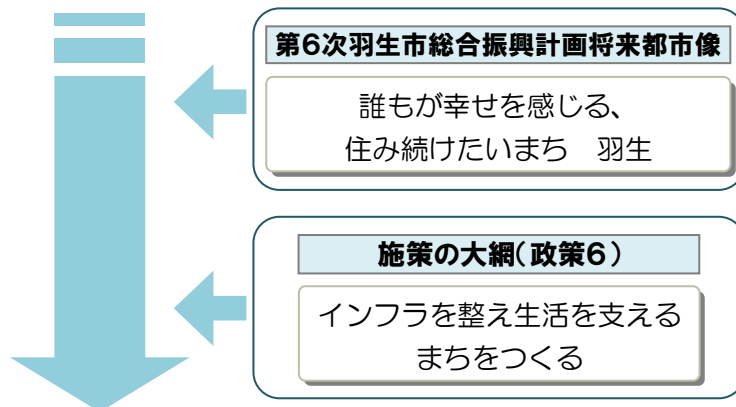 第6次羽生市総合振興計画将来都市像
誰もが幸せを感じる、
住み続けたいまち　羽生
施策の大綱（政策6）
インフラを整え生活を支える
まちをつくる